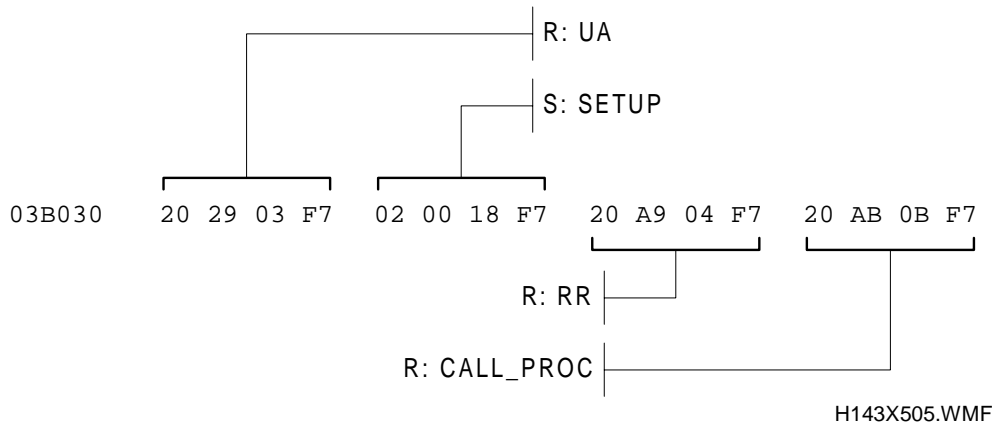 R: UA
S: SETUP
03B030 20 29 03 F7 02 00 18 F7 20 A9 04 F7 20 AB 0B F7
R: RR
R: CALL_PROC
H143X505.WMF